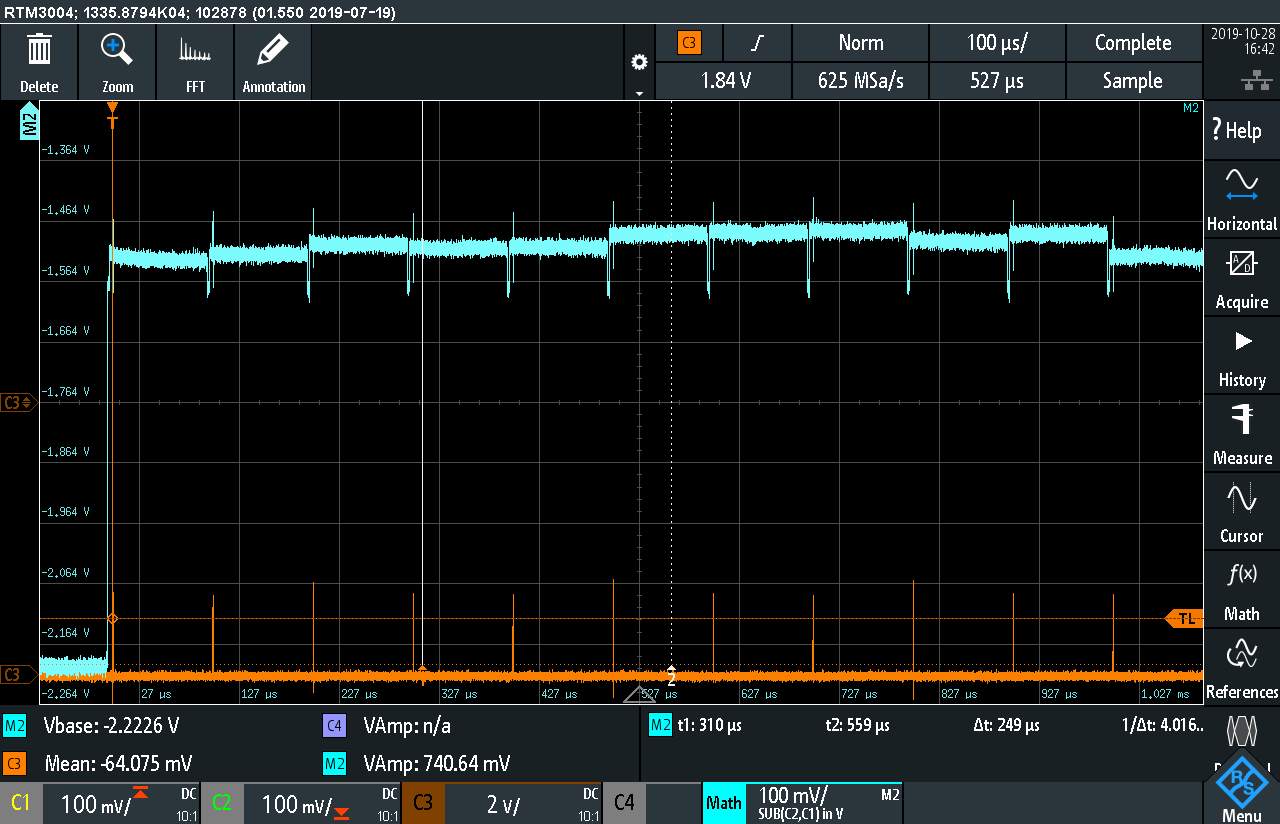 RTM3004; 1335.8794K04; 102878 (01.550 2019-07-19)
Delete
Zoom
FFT
Annotation
C3
Norm
100 µs/
Complete
1.84 V
625 MSa/s
527 µs
Sample
2019-10-28
16:42
M2
M2
T
-1.364 V
-1.464 V
-1.564 V
-1.664 V
-1.764 V
C3
-1.864 V
-1.964 V
-2.064 V
TL
-2.164 V
C3
-2.264 V
27 µs
127 µs
227 µs
327 µs
427 µs
527 µs
627 µs
727 µs
827 µs
927 µs
1.027 ms
2
? Help
Horizontal
A
D
Acquire
History
Measure
Cursor
f(x)
Math
References
R
S
Menu
M2 Vbase: -2.2226 V
C4 VAmp: n/a
M2 t1: 310 µs
t2: 559 µs
Δt: 249 µs
1/Δt: 4.016..
C3 Mean: -64.075 mV
M2 VAmp: 740.64 mV
C1 100 mV/ DC
10:1
C2 100 mV/ DC
10:1
C3 2 V/ DC
10:1
C4
Math 100 mV/ M2
SUB(C2,C1) in V